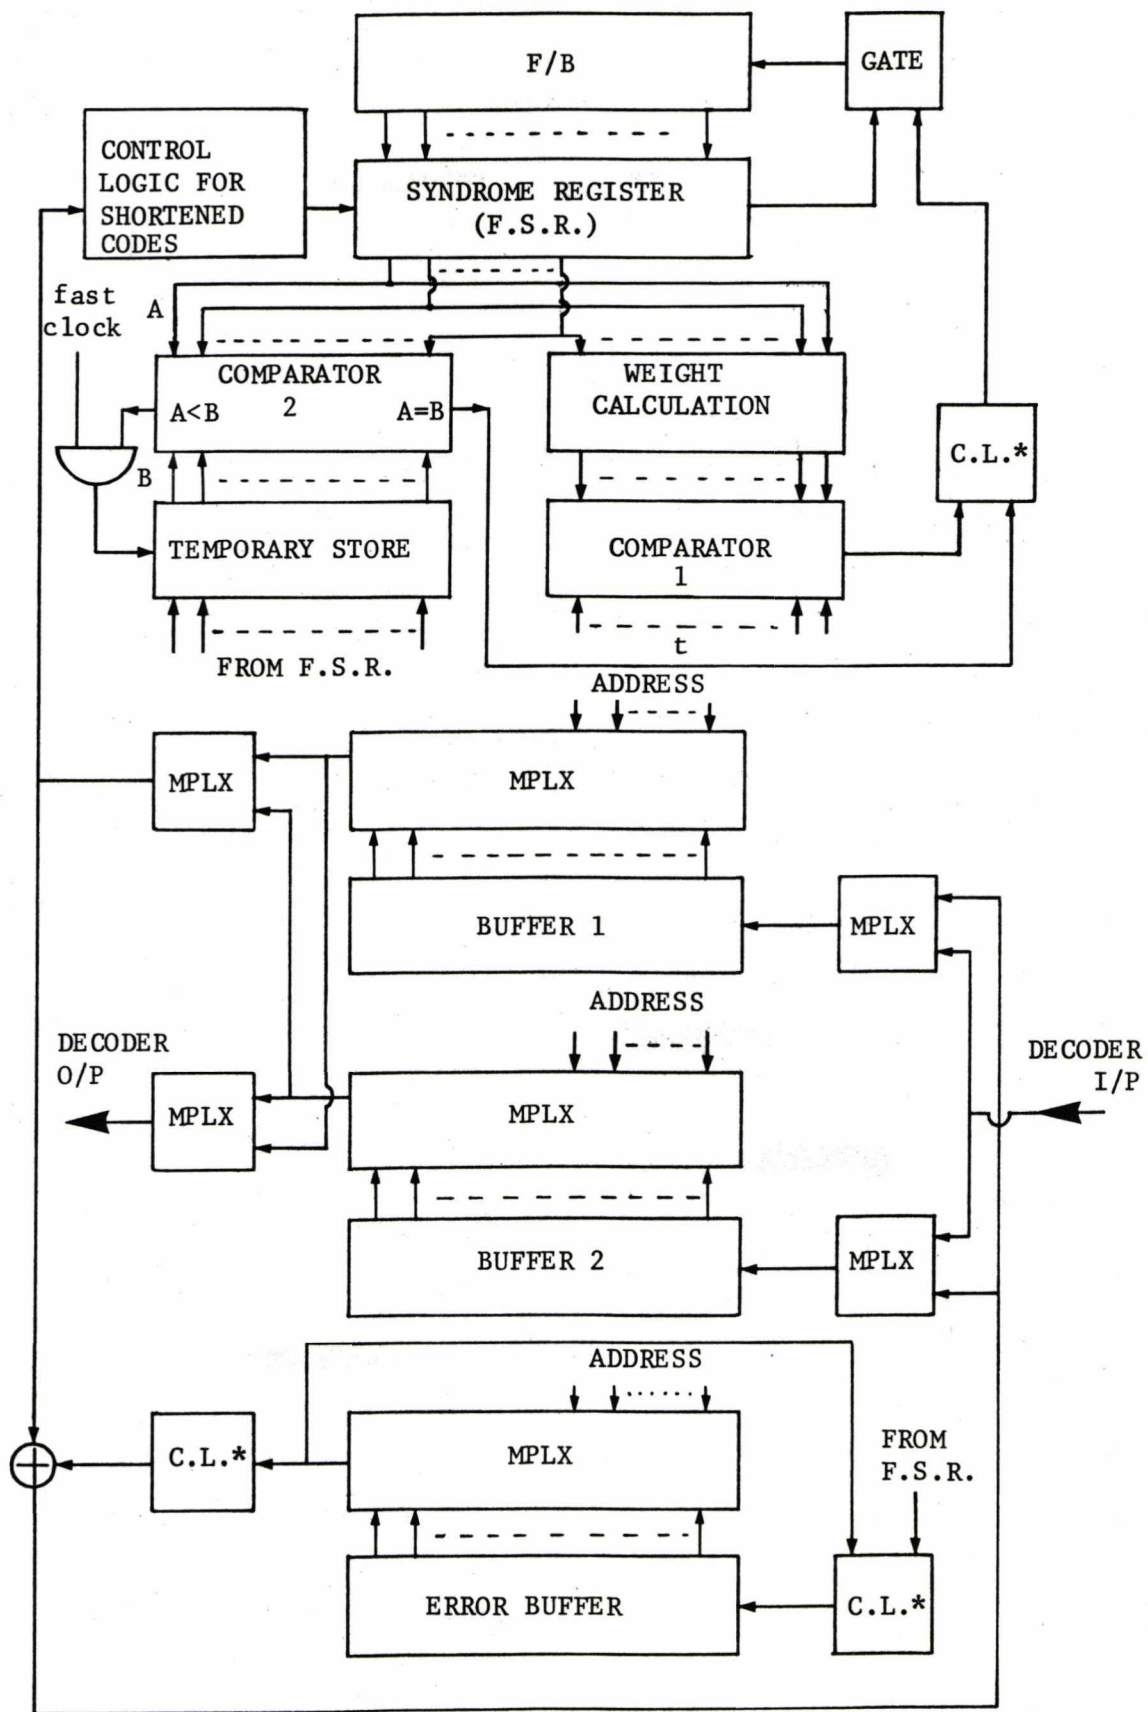 F/B
GATE
CONTROL
LOGIC FOR
SHORTENED
CODES
SYNDROME REGISTER
(F.S.R.)
fast
clock
A
COMPARATOR
2
A<B
A=B
B
WEIGHT
CALCULATION
C.L.*
TEMPORARY STORE
COMPARATOR
1
t
FROM F.S.R.
ADDRESS
MPLX
MPLX
BUFFER 1
MPLX
ADDRESS
DECODER
O/P
MPLX
MPLX
DECODER
I/P
BUFFER 2
MPLX
ADDRESS
C.L.*
MPLX
FROM
F.S.R.
+
ERROR BUFFER
C.L.*